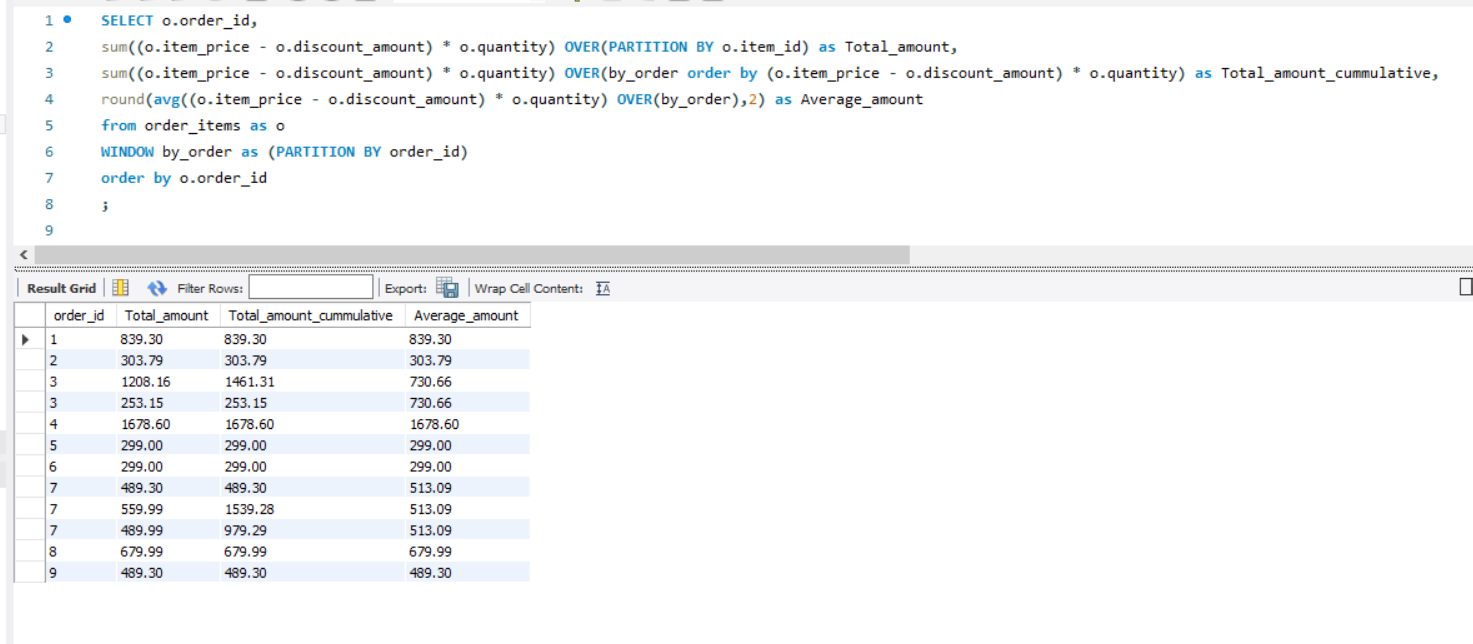 1 SELECT o.order_id,
2 sum((o.item_price - o.discount_amount) * o.quantity) OVER(PARTITION BY o.item_id) as Total_amount,
3 sum((o.item_price - o.discount_amount) * o.quantity) OVER(by_order order by (o.item_price - o.discount_amount) * o.quantity) as Total_amount_cummulative,
4 round(avg((o.item_price - o.discount_amount) * o.quantity) OVER(by_order),2) as Average_amount
5 from order_items as o
6 WINDOW by_order as (PARTITION BY order_id)
7 order by o.order_id
8 ;
9
Result Grid Filter Rows: Export: Wrap Cell Content: IA
order_id Total_amount Total_amount_cummulative Average_amount
1 839.30 839.30 839.30
2 303.79 303.79 303.79
3 1208.16 1461.31 730.66
3 253.15 253.15 730.66
4 1678.60 1678.60 1678.60
5 299.00 299.00 299.00
6 299.00 299.00 299.00
7 489.30 489.30 513.09
7 559.99 1539.28 513.09
7 489.99 979.29 513.09
8 679.99 679.99 679.99
9 489.30 489.30 489.30